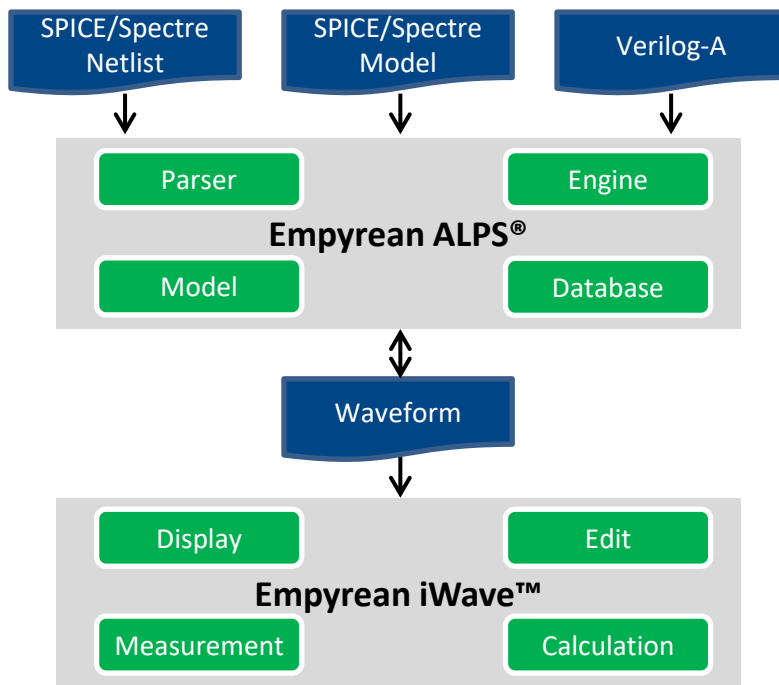 SPICE/Spectre
Netlist
SPICE/Spectre
Model
Verilog-A
Parser
Engine
Empyrean ALPS®
Model
Database
Waveform
Display
Edit
Empyrean iWave™
Measurement
Calculation